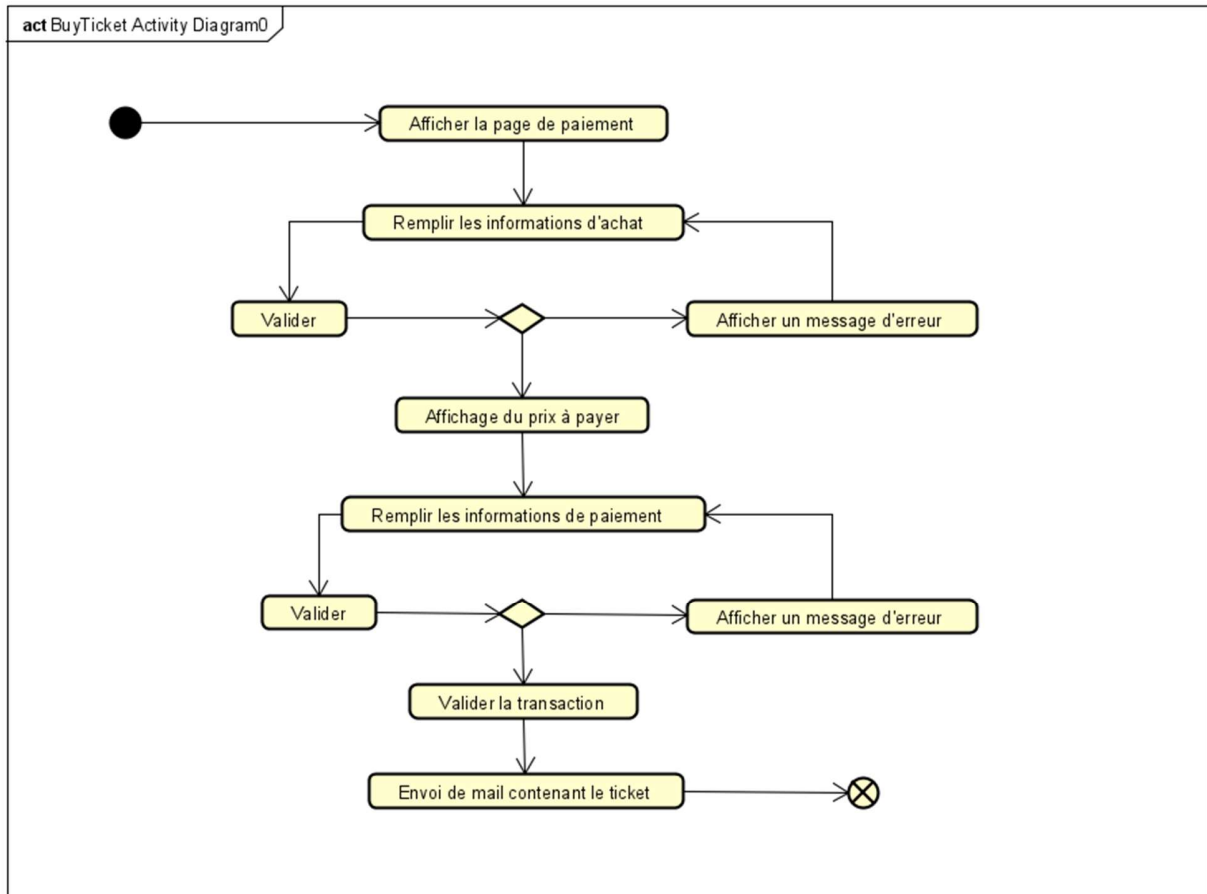 act BuyTicket Activity Diagram0
Afficher la page de paiement
Remplir les informations d'achat
Valider
Afficher un message d'erreur
Affichage du prix à payer
Remplir les informations de paiement
Valider
Afficher un message d'erreur
Valider la transaction
Envoi de mail contenant le ticket